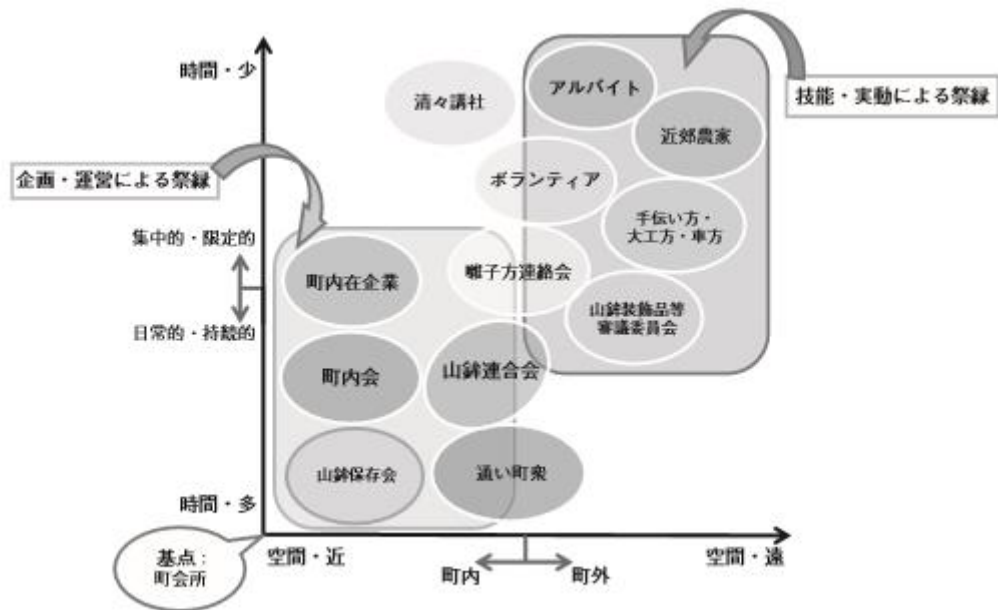 時間・少
清々講社
アルバイト
技能・実動による祭縁
近郊農家
企画・運営による祭縁
ボランティア
手伝い方・
大工方・車方
集中的・限定的
町内在企業
囃子方連絡会
日常的・持続的
山鉾装飾品等
審議委員会
町内会
山鉾連合会
山鉾保存会
通い町衆
時間・多
基点：
町会所
空間・近
町内
町外
空間・遠